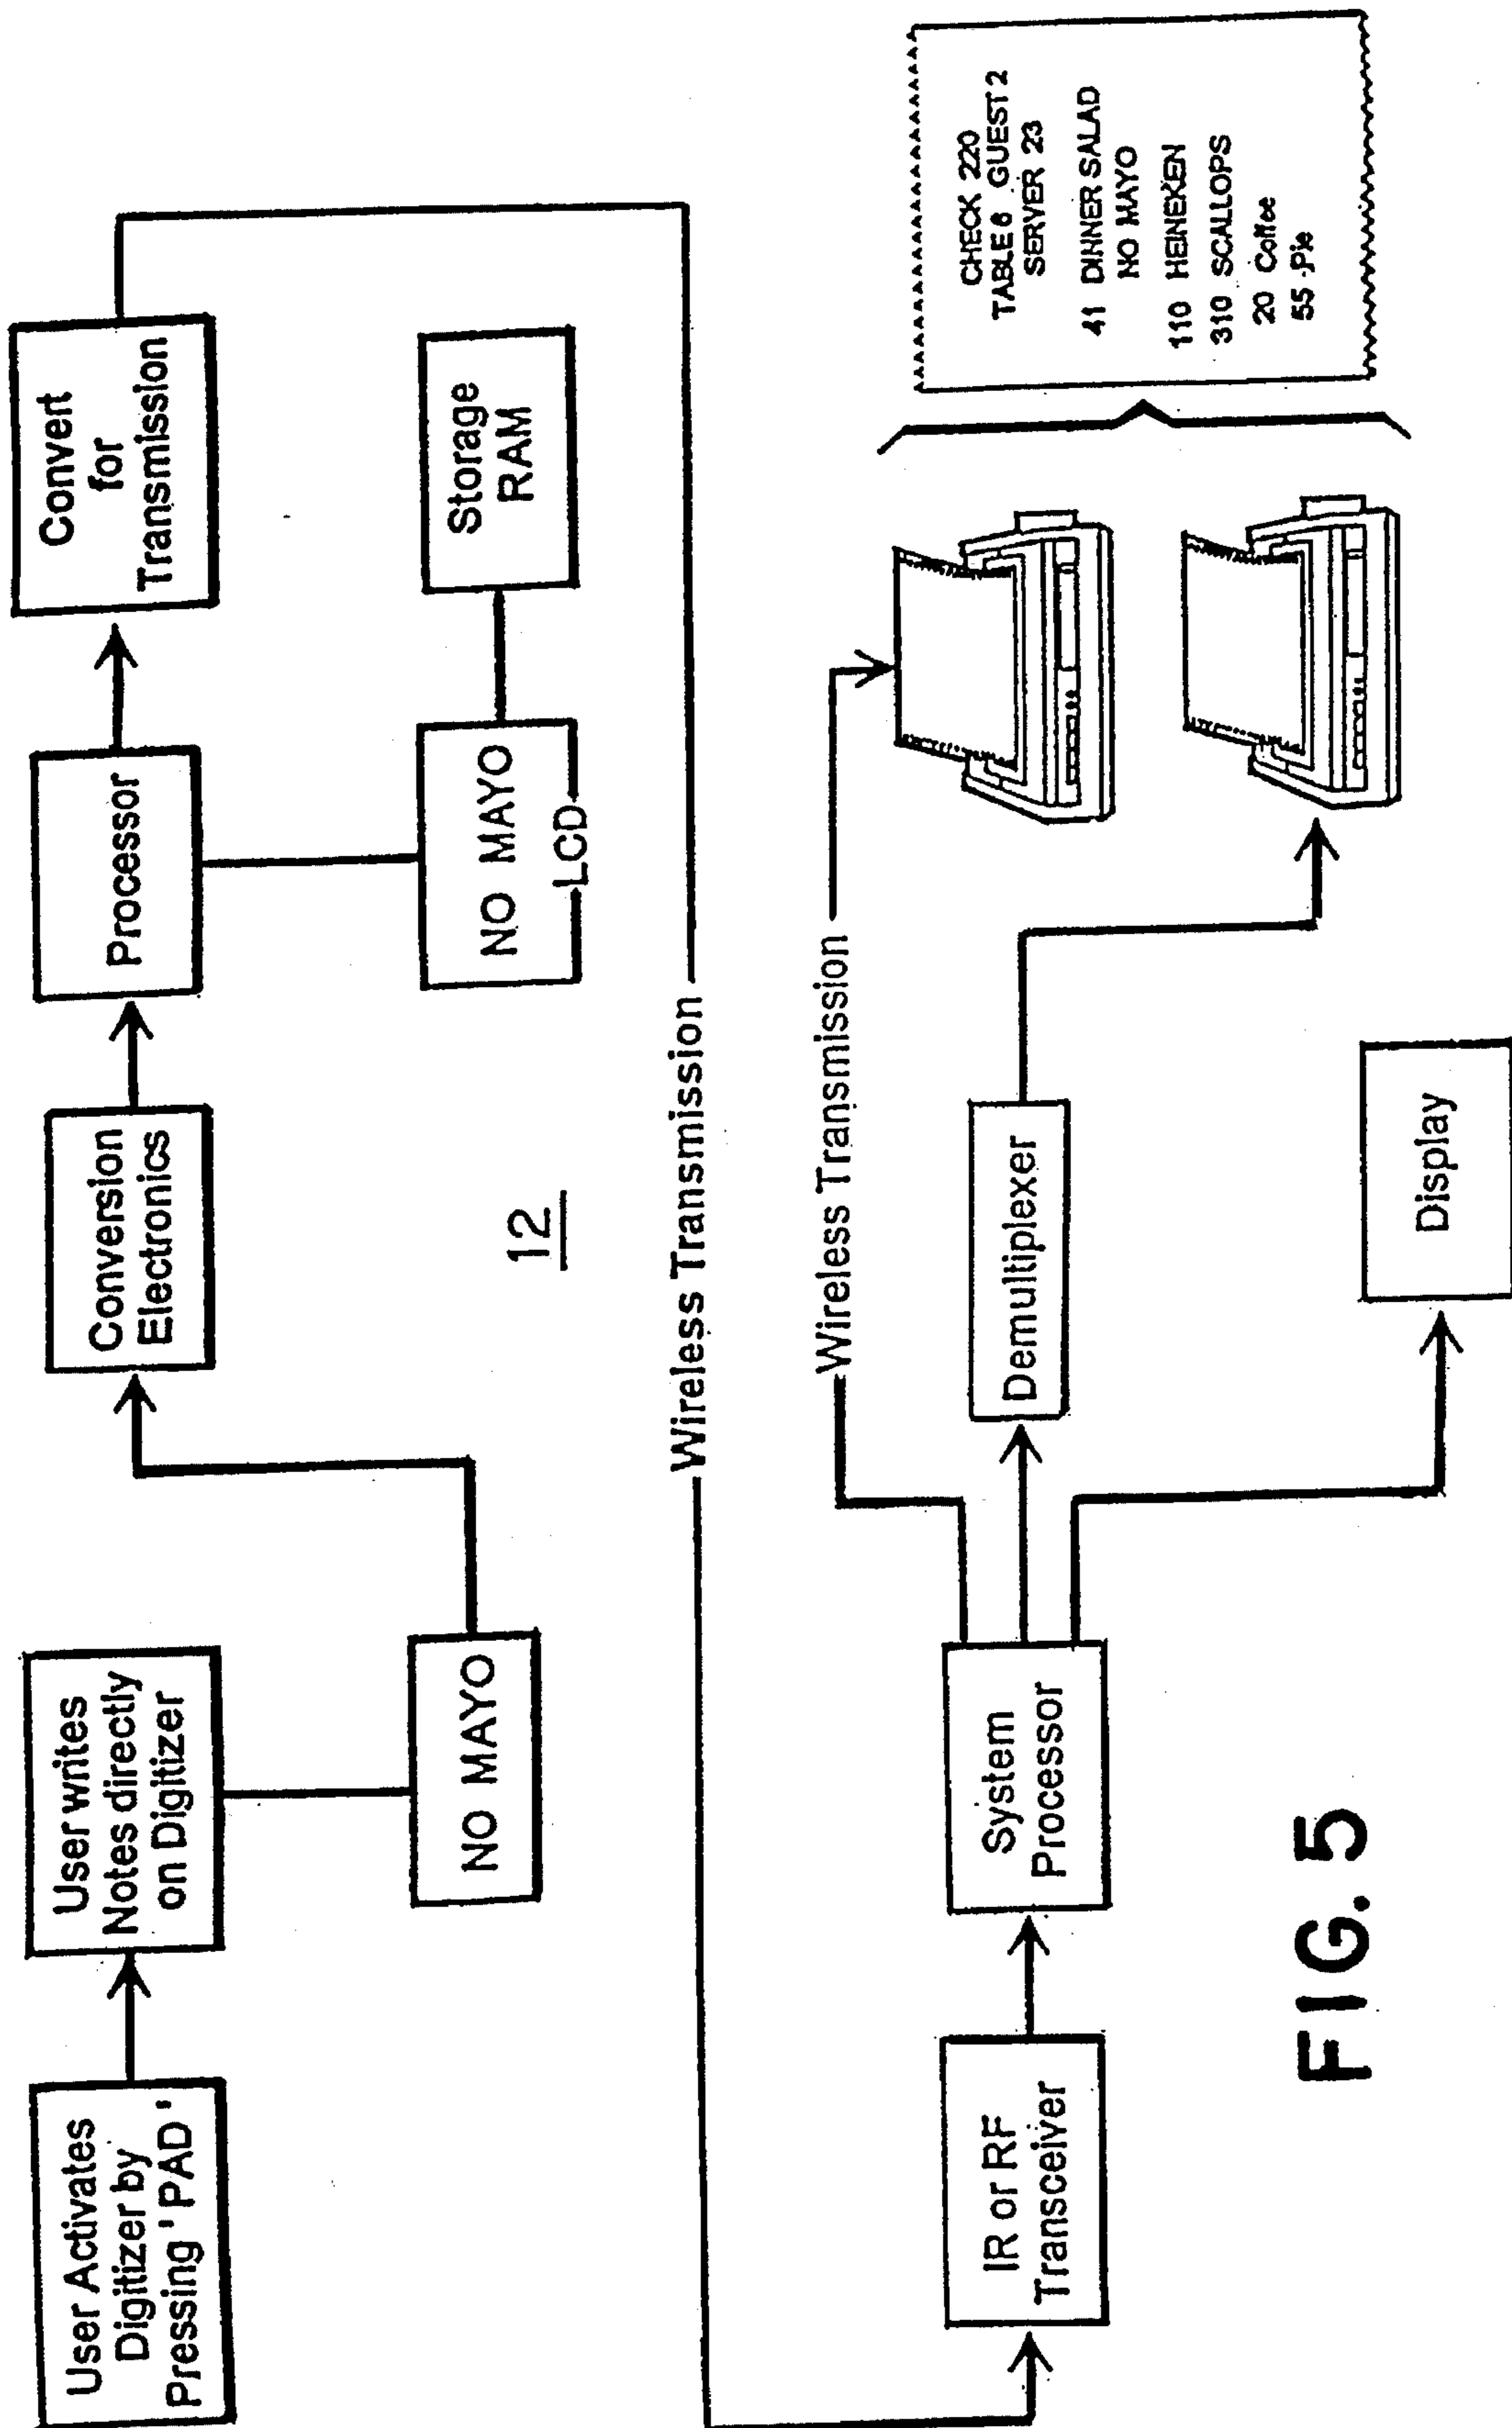 User Activates
Digitizer by
Pressing 'PAD'
User writes
Notes directly
on Digitizer
NO MAYO
Conversion
Electronics
Processor
NO MAYO
LCD
Convert
for
Transmission
Storage
RAM
12
Wireless Transmission
IR or RF
Transceiver
System
Processor
Wireless Transmission
Demultiplexer
Display
CHECK 220
TABLE 6 GUEST 2
SERVER 23
41 DINNER SALAD
NO MAYO
110 HEINEKEN
310 SCALLOPS
20 Coffee
55 Pie
FIG. 5